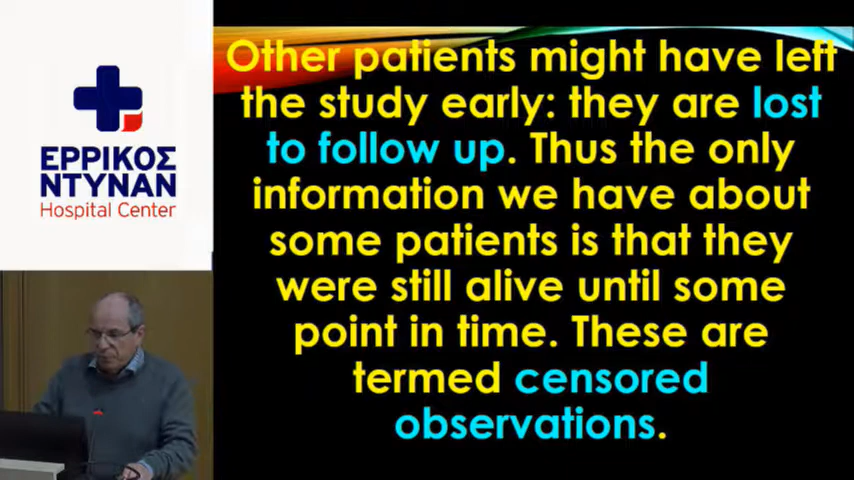 ΕΡΡΙΚΟΣ
ΝΤΥΝΑΝ
Hospital Center
Other patients might have left
the study early: they are lost
to follow up. Thus the only
information we have about
some patients is that they
were still alive until some
point in time. These are
termed censored
observations.